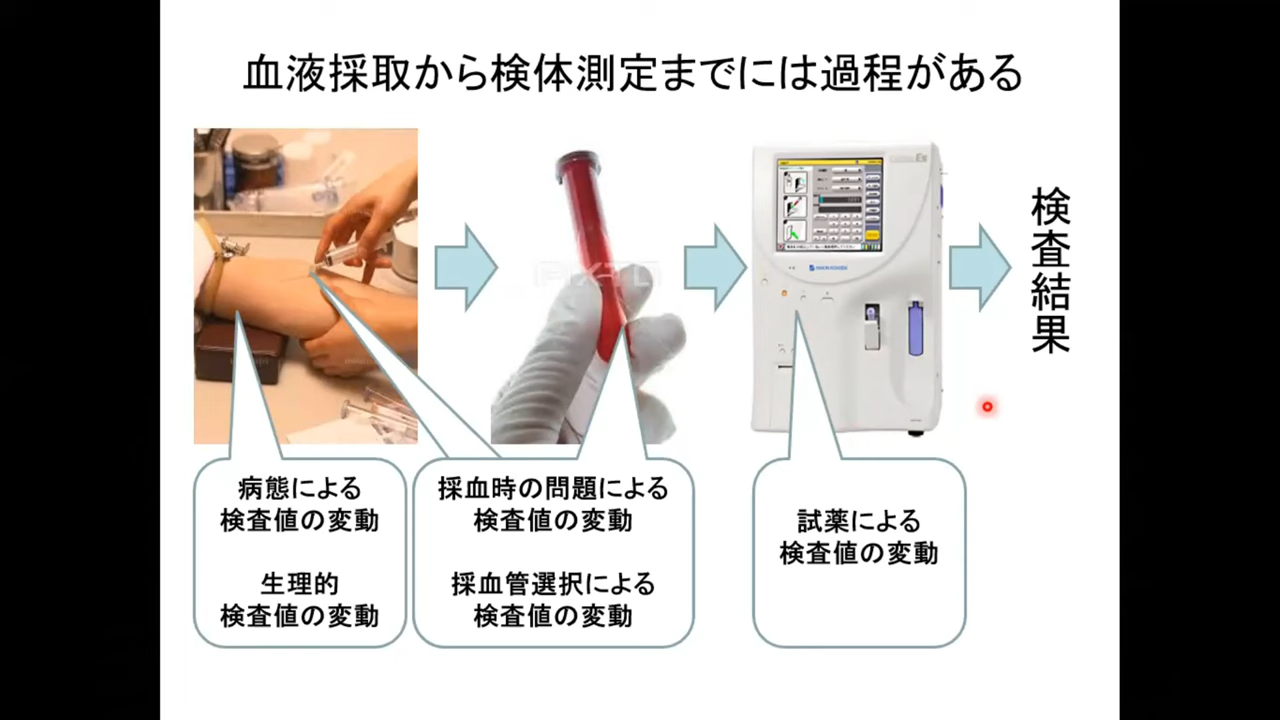 血液採取から検体測定までには過程がある
検査結果
病態による
検査値の変動
生理的
検査値の変動
採血時の問題による
検査値の変動
採血管選択による
検査値の変動
試薬による
検査値の変動